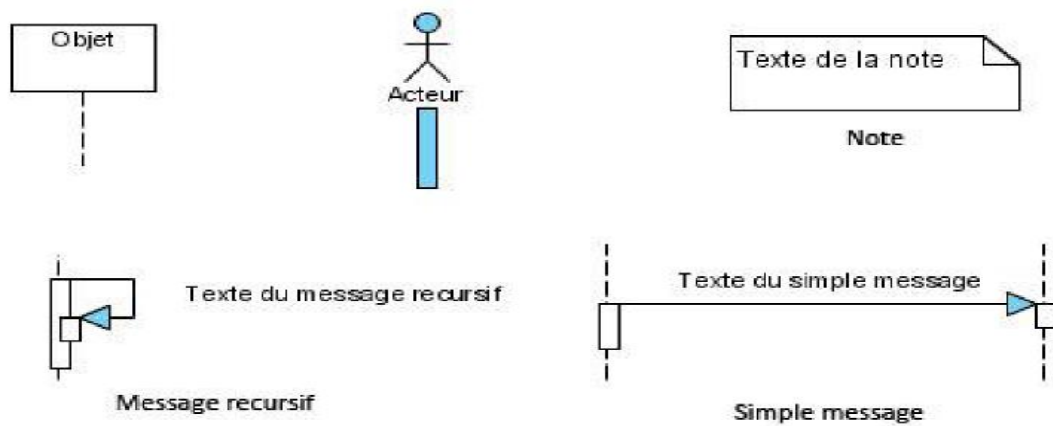 Objet
Acteur
Texte de la note
Note
Texte du message recursif
Texte du simple message
Message recursif
Simple message